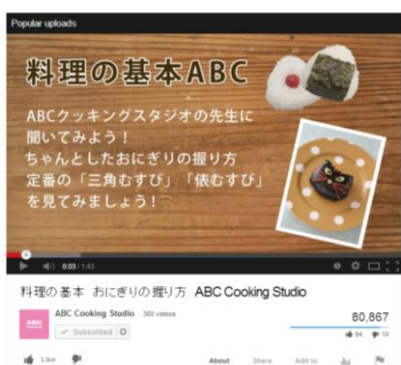 Popular uploads
料理の基本ABC
ABCクッキングスタジオの先生に
聞いてみよう！
ちゃんとしたおにぎりの握り方
定番の「三角むすび」「俵むすび」
を見てみましょう！
0:03 / 1:43
料理の基本 おにぎりの握り方 ABC Cooking Studio
ABC
ABC Cooking Studio · 360 videos
Subscribed
80,867
94 10
Like
About Share Add to